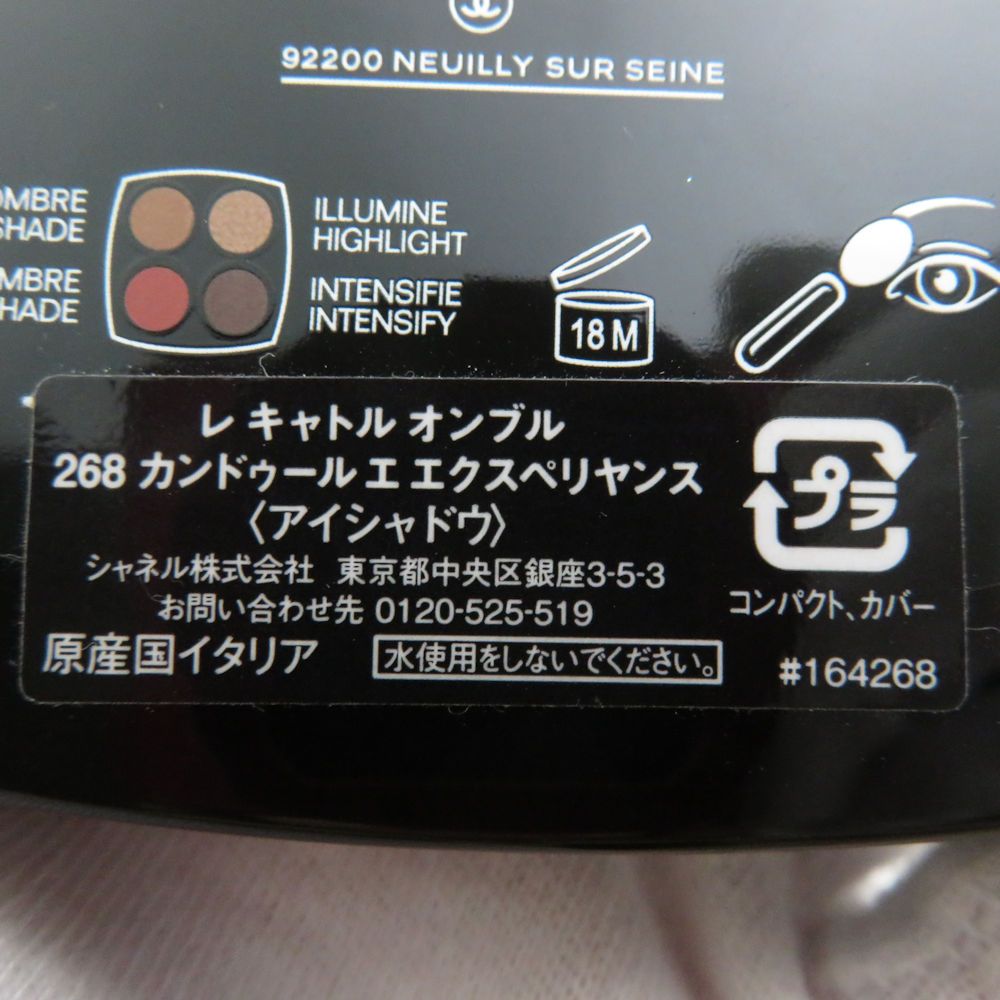 92200 NEUILLY SUR SEINE
OMBRE
SHADE
ILLUMINE
HIGHLIGHT
OMBRE
SHADE
INTENSIFIE
INTENSIFY
18 M
レ キャトル オンブル
268 カンドゥール エ エクスペリヤンス
〈アイシャドウ〉
シャネル株式会社 東京都中央区銀座3-5-3
お問い合わせ先 0120-525-519
原産国イタリア
水使用をしないでください。
プラ
コンパクト、カバー
#164268